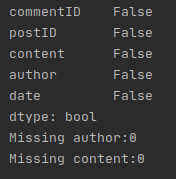 commentID    False
postID       False
content      False
author       False
date         False
dtype: bool
Missing author:0
Missing content:0